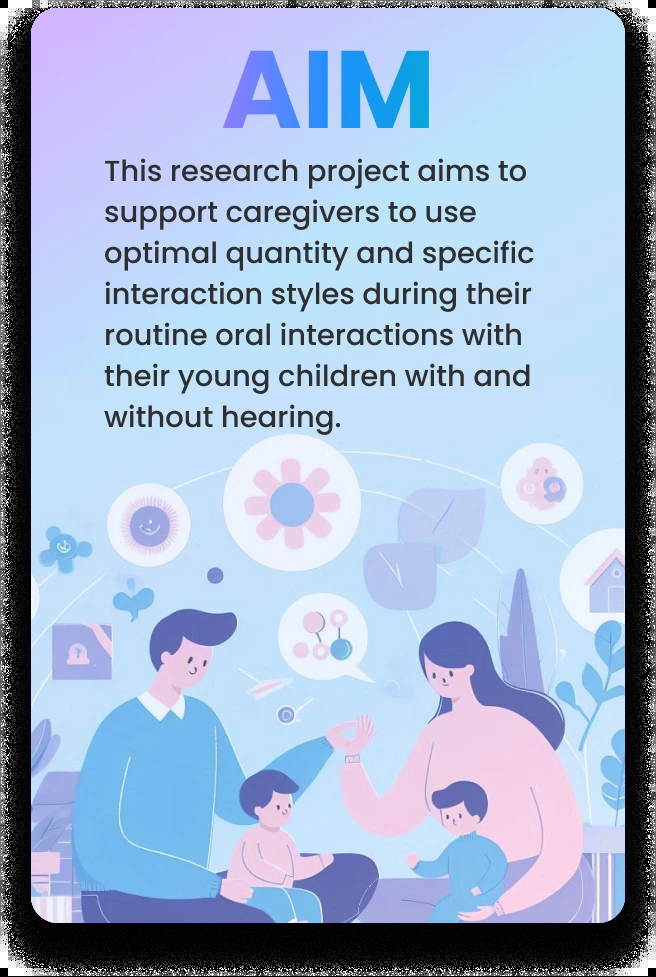 AIM
This research project aims to
support caregivers to use
optimal quantity and specific
interaction styles during their
routine oral interactions with
their young children with and
without hearing.